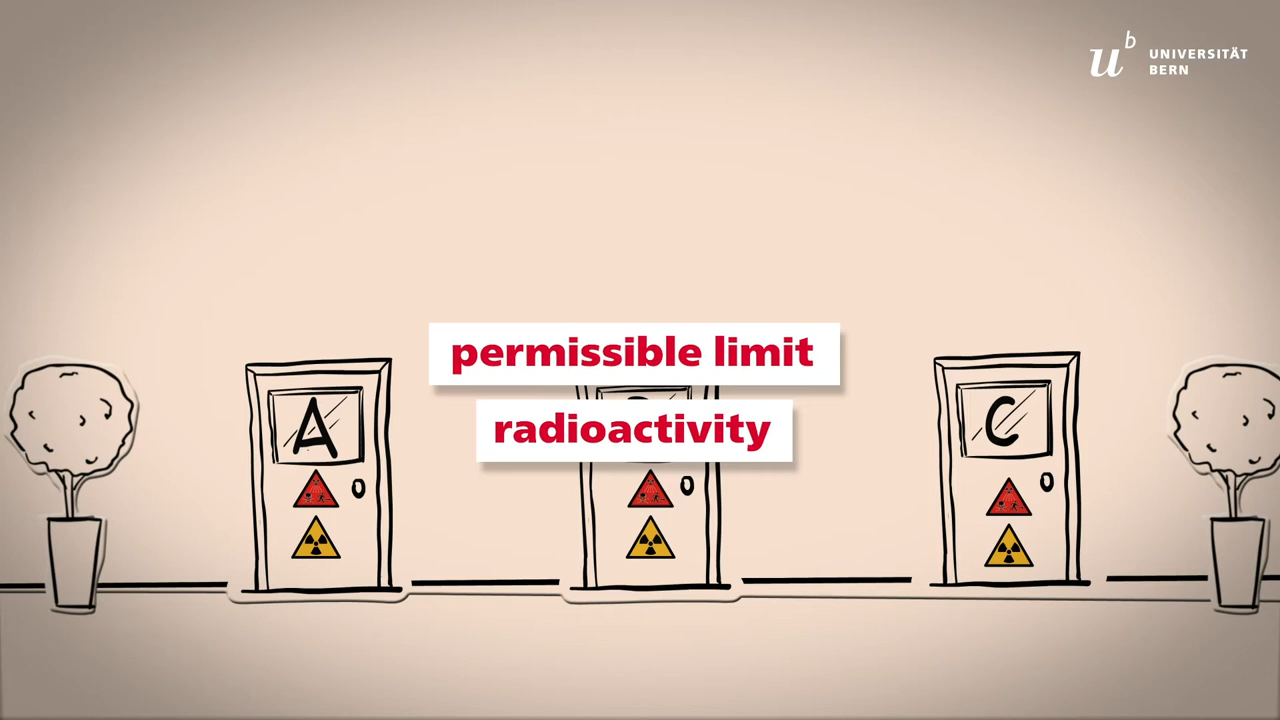 u
b
UNIVERSITÄT
BERN
permissible limit
radioactivity
A
C